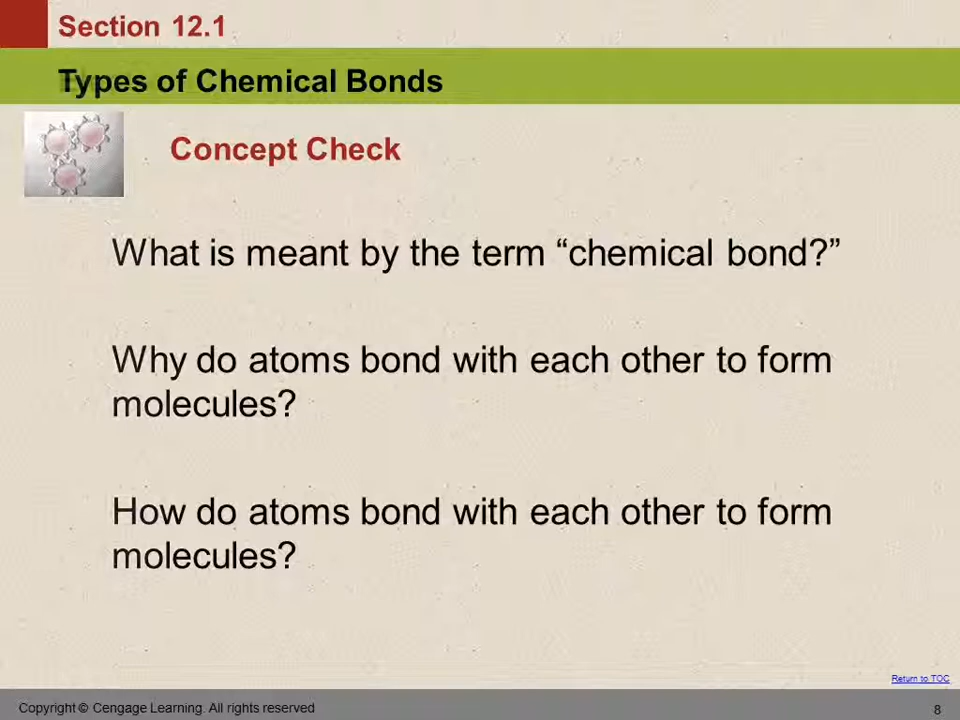 Section 12.1
Types of Chemical Bonds
Concept Check
What is meant by the term “chemical bond?”
Why do atoms bond with each other to form
molecules?
How do atoms bond with each other to form
molecules?
Return to TOC
Copyright © Cengage Learning. All rights reserved
8